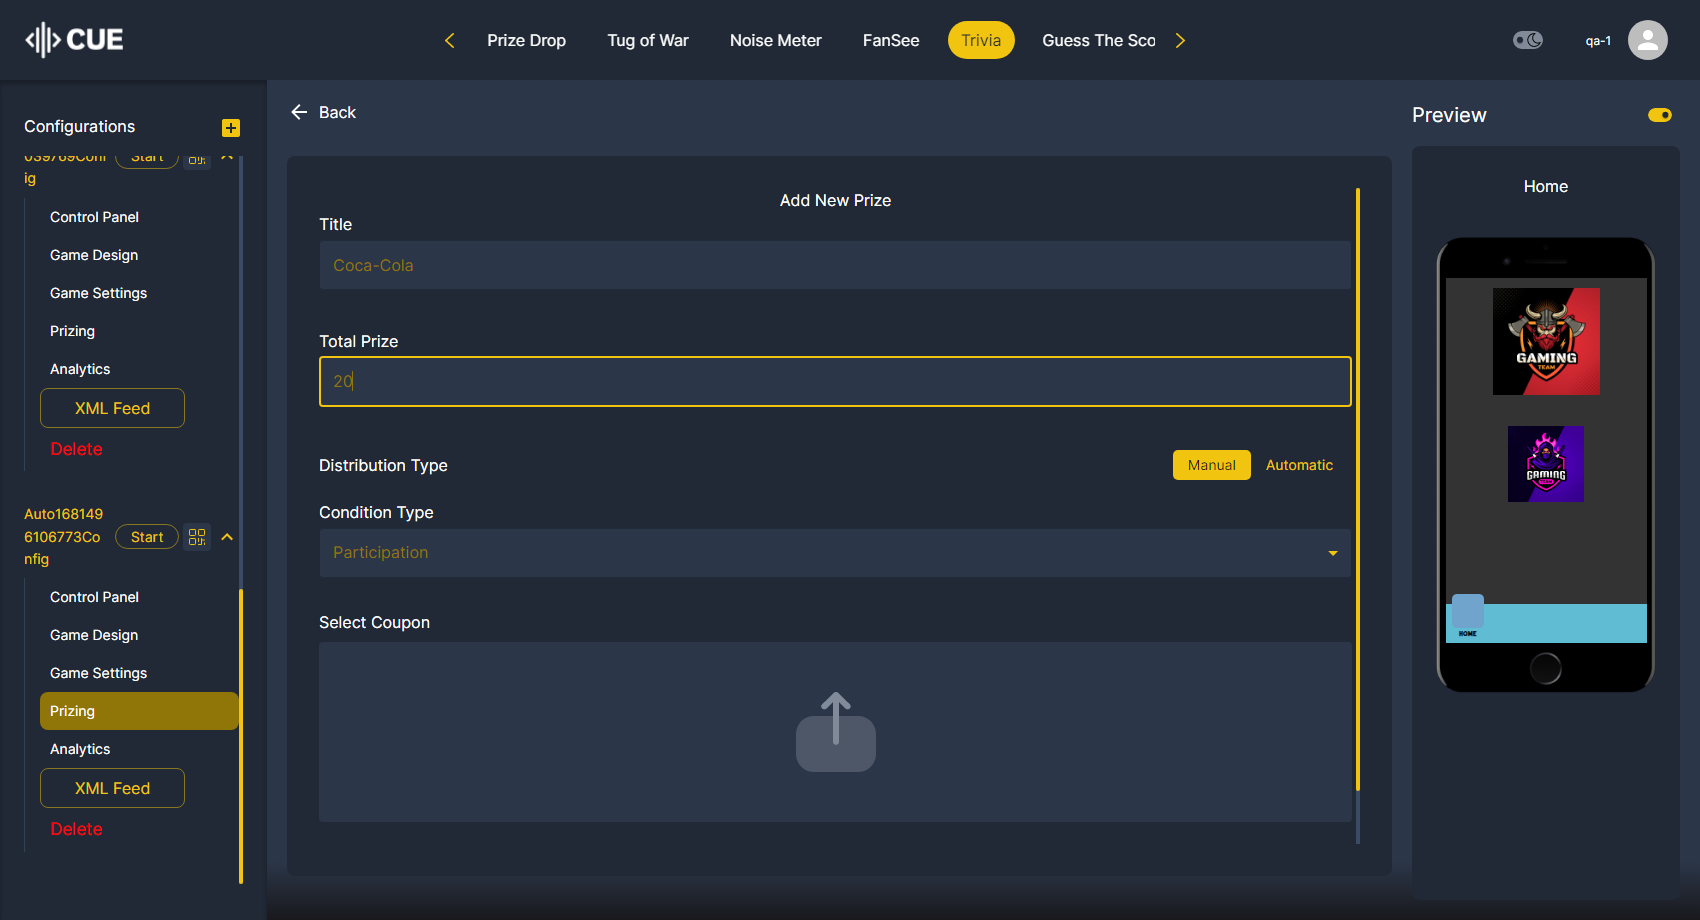 CUE
Prize Drop
Tug of War
Noise Meter
FanSee
Trivia
Guess The Sco
qa-1
Configurations
039769Conf
ig
Start
Control Panel
Game Design
Game Settings
Prizing
Analytics
XML Feed
Delete
Auto168149
6106773Co
nfig
Start
Control Panel
Game Design
Game Settings
Prizing
Analytics
XML Feed
Delete
Back
Add New Prize
Title
Coca-Cola
Total Prize
20
Distribution Type
Manual
Automatic
Condition Type
Participation
Select Coupon
Preview
Home
GAMING
TEAM
GAMING
TEAM
HOME